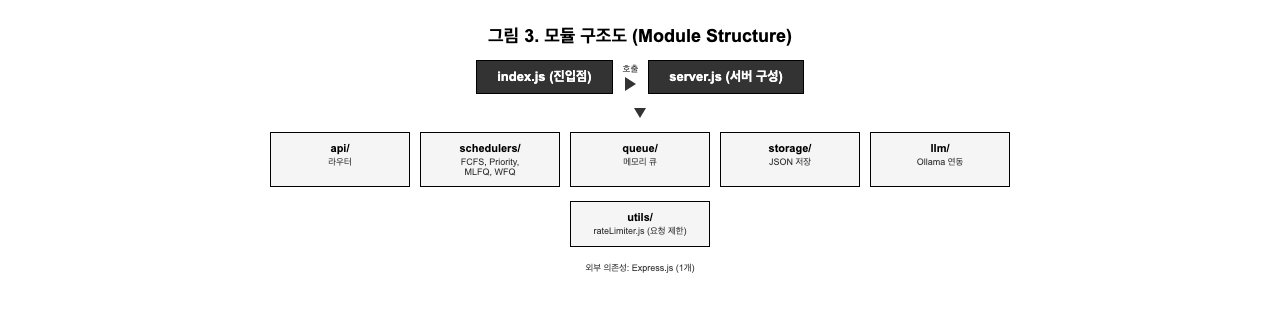 그림 3. 모듈 구조도 (Module Structure)
index.js (진입점)
호출
server.js (서버 구성)
api/
라우터
schedulers/
FCFS, Priority,
MLFQ, WFQ
queue/
메모리 큐
storage/
JSON 저장
llm/
Ollama 연동
utils/
rateLimiter.js (요청 제한)
외부 의존성: Express.js (1개)